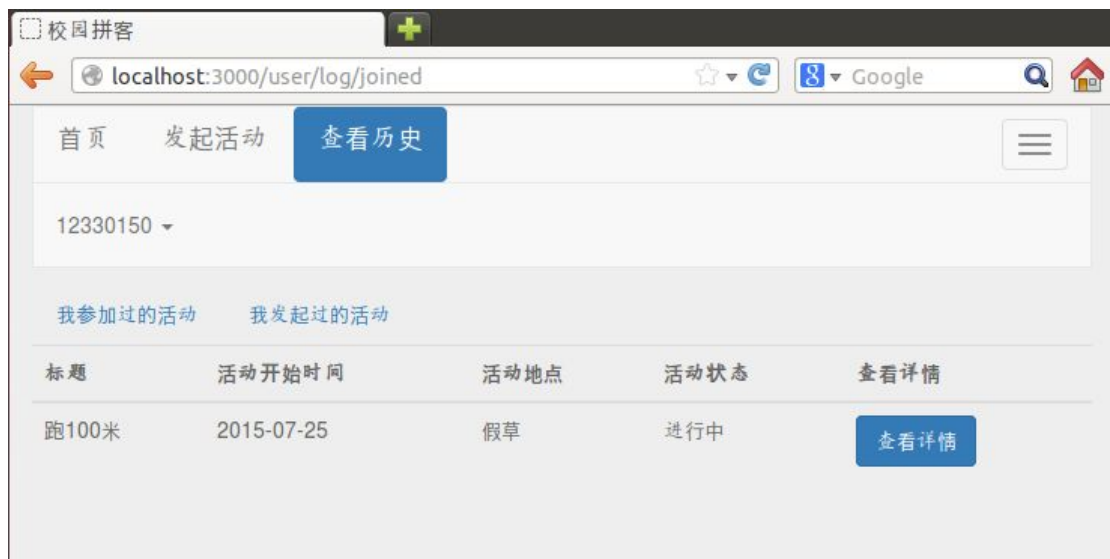 校园拼客
localhost:3000/user/log/joined Google
首页 发起活动 查看历史
12330150
我参加过的活动 我发起过的活动
标题 活动开始时间 活动地点 活动状态 查看详情
跑100米 2015-07-25 假草 进行中 查看详情